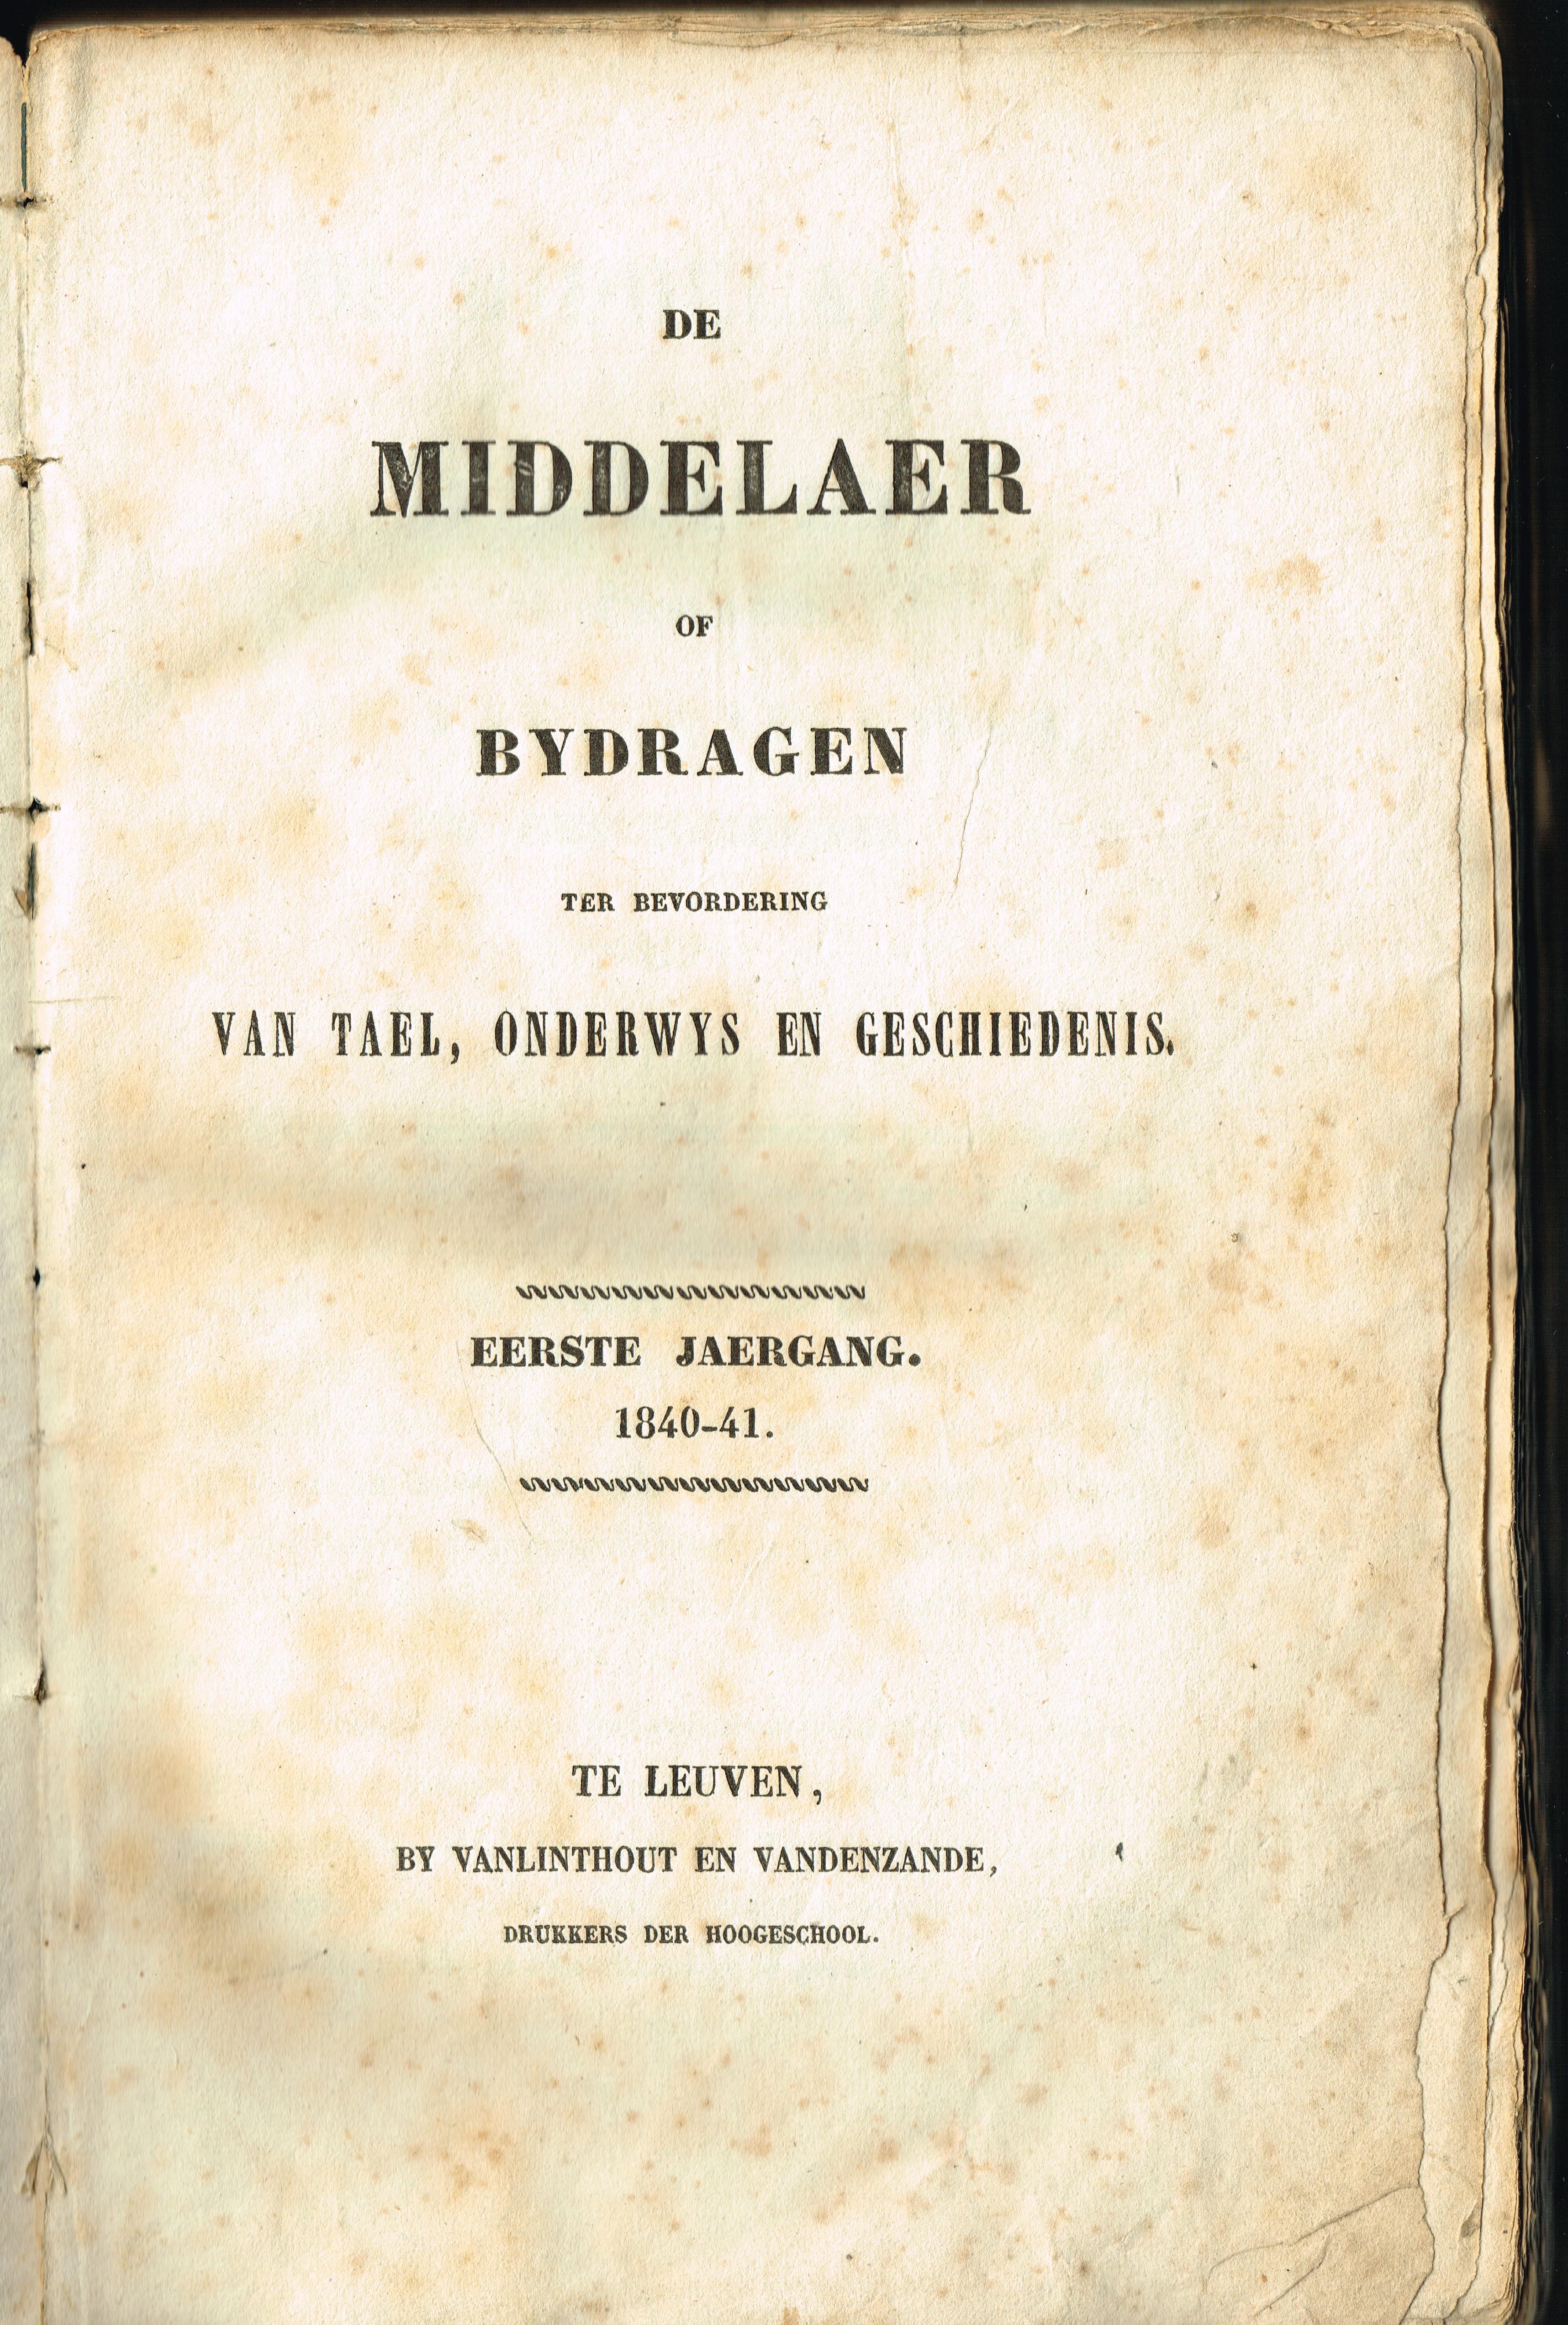 DE
MIDDELAER
OF
BYDRAGEN
TER BEVORDERING
VAN TAEL, ONDERWYS EN GESCHIEDENIS.
EERSTE JAERGANG.
1840-41.
TE LEUVEN,
BY VANLINTHOUT EN VANDENZANDE,
DRUKKERS DER HOOGESCHOOL.